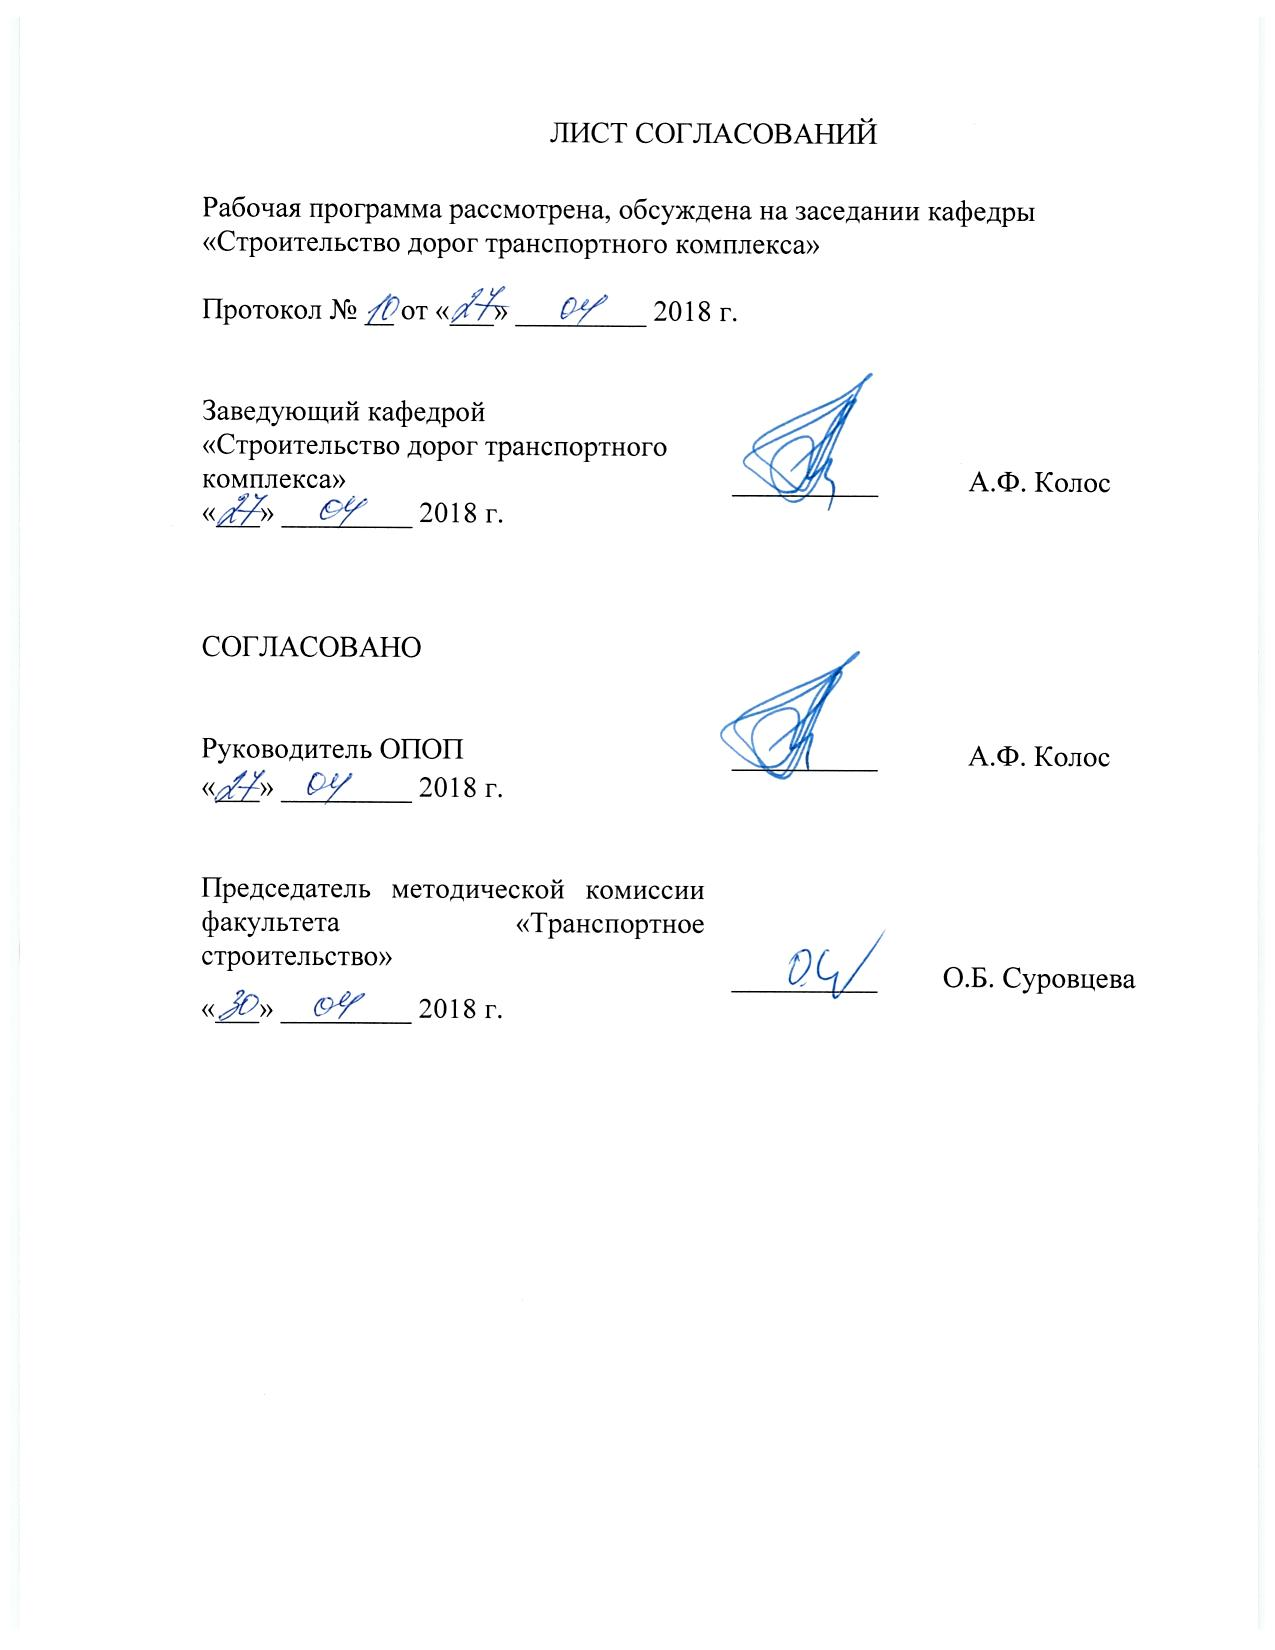 ЛИСТ СОГЛАСОВАНИЙ
Рабочая программа рассмотрена, обсуждена на заседании кафедры
«Строительство дорог транспортного комплекса»
Протокол № 10 от «27» 04 2018 г.
Заведующий кафедрой
«Строительство дорог транспортного
комплекса» А.Ф. Колос
«27» 04 2018 г.
СОГЛАСОВАНО
Руководитель ОПОП А.Ф. Колос
«27» 04 2018 г.
Председатель методической комиссии
факультета «Транспортное
строительство»
О.Б. Суровцева
«30» 04 2018 г.